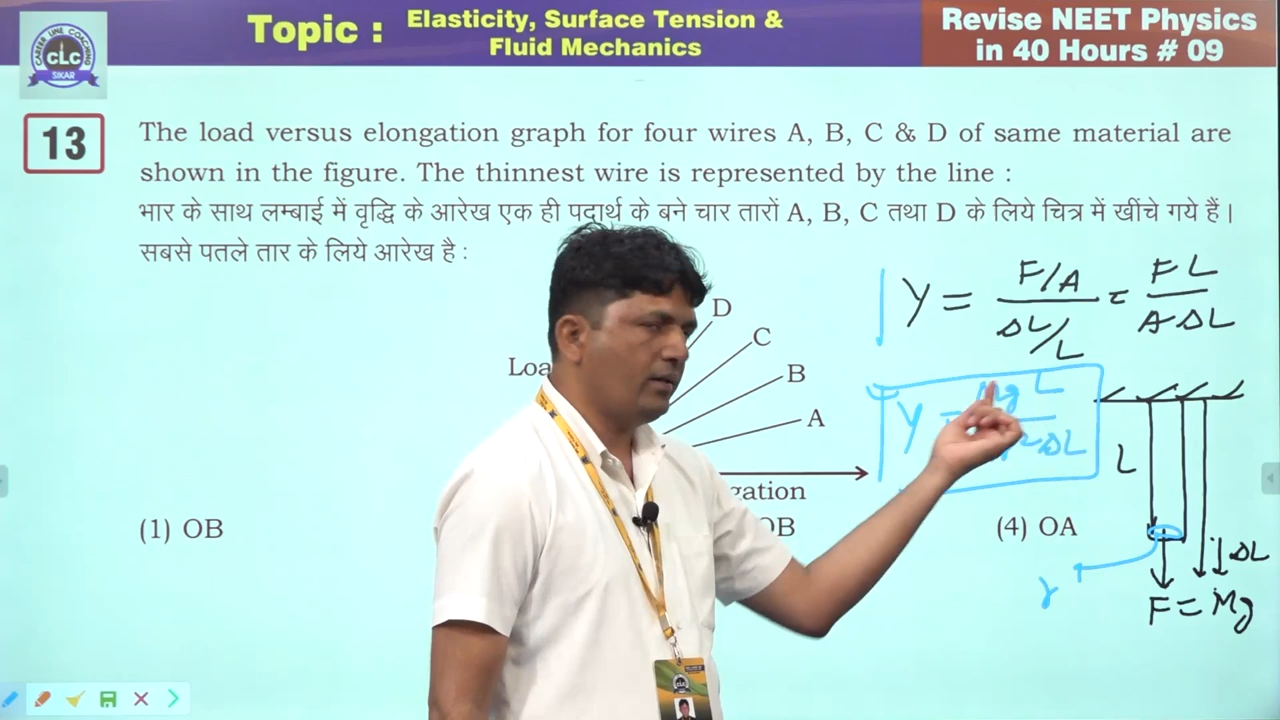 CAREER LINE COACHING
CLC
SIKAR
Topic :
Elasticity, Surface Tension &
Fluid Mechanics
Revise NEET Physics
in 40 Hours # 09
13
The load versus elongation graph for four wires A, B, C & D of same material are
shown in the figure. The thinnest wire is represented by the line :
भार के साथ लम्बाई में वृद्धि के आरेख एक ही पदार्थ के बने चार तारों A, B, C तथा D के लिये चित्र में खींचे गये हैं।
सबसे पतले तार के लिये आरेख है :
D
C
B
A
Y = F/A / ΔL/L = FL / AΔL
Y = Mg L
ΔL
L
ΔL
r
F = Mg
(1) OB
(4) OA